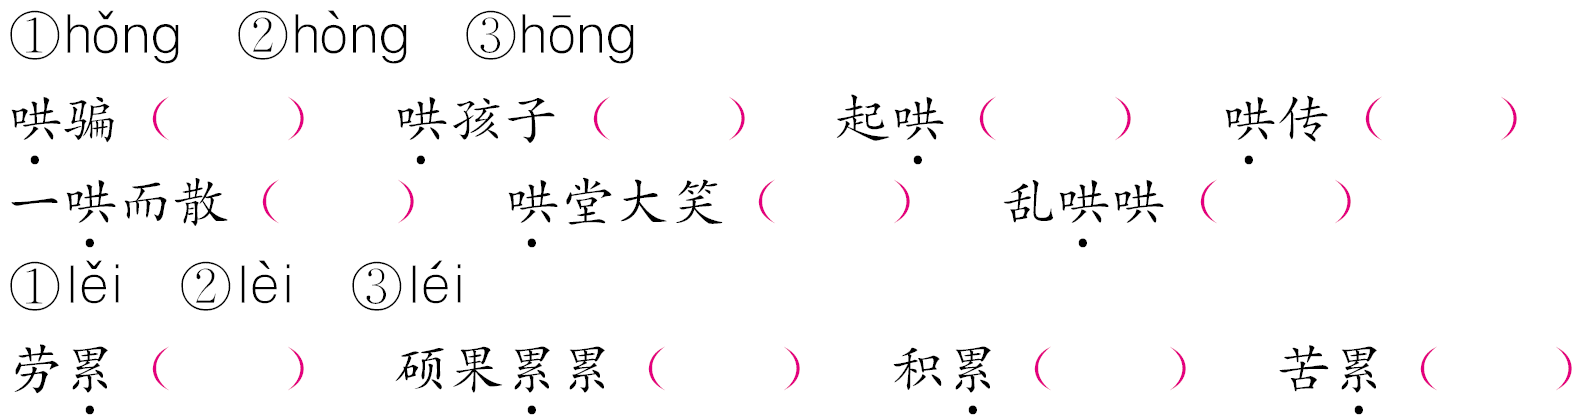 ①hǒng ②hòng ③hōng
哄骗（ ） 哄孩子（ ） 起哄（ ） 哄传（ ）
一哄而散（ ） 哄堂大笑（ ） 乱哄哄（ ）
①lěi ②lèi ③léi
劳累（ ） 硕果累累（ ） 积累（ ） 苦累（ ）